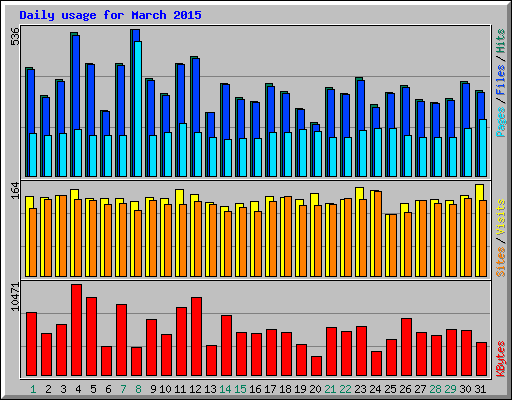 Daily usage for March 2015
536
Pages / Files / Hits
164
Sites / Visits
10471
KBytes
1 2 3 4 5 6 7 8 9 10 11 12 13 14 15 16 17 18 19 20 21 22 23 24 25 26 27 28 29 30 31